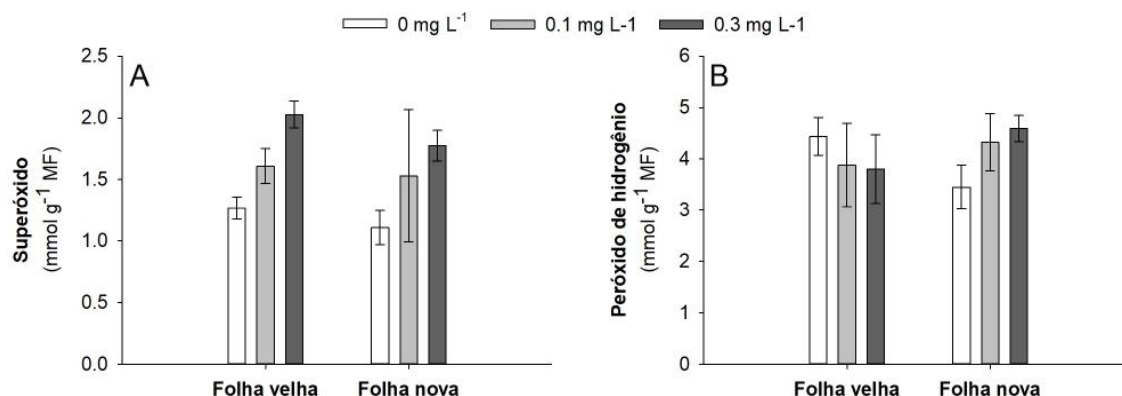 0 mg L⁻¹ 0.1 mg L-1 0.3 mg L-1
A
Superóxido
(mmol g⁻¹ MF)
2.5
2.0
1.5
1.0
0.5
0.0
Folha velha Folha nova
B
Peróxido de hidrogênio
(mmol g⁻¹ MF)
6
5
4
3
2
1
0
Folha velha Folha nova